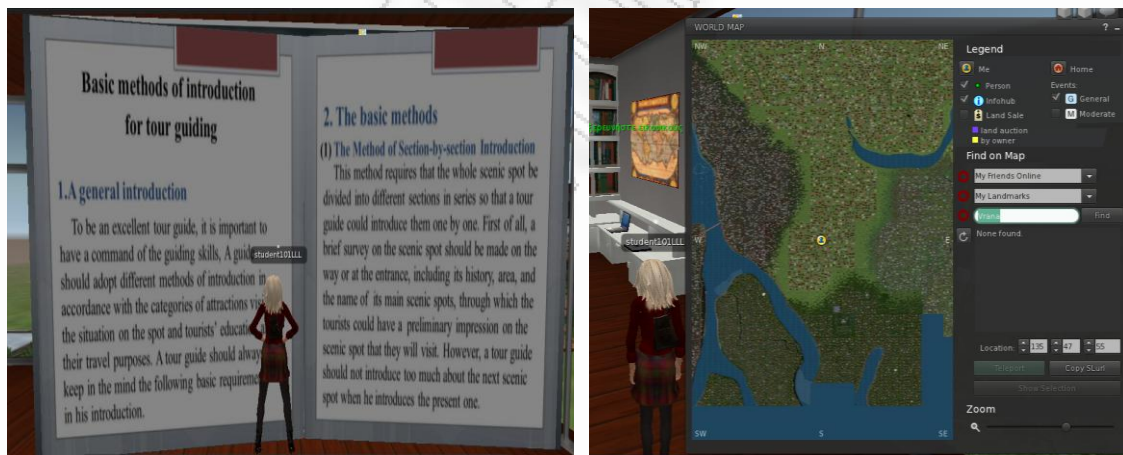 Basic methods of introduction
for tour guiding
1.A general introduction
To be an excellent tour guide, it is important to
have a command of the guiding skills, A guide
should adopt different methods of introduction in
accordance with the categories of attractions
the situation on the spot and tourists'
their travel purposes. A tour guide should
keep in the mind the following basic
in his introduction.
student101LLL
2. The basic methods
(1) The Method of Section-by-section Introduction
This method requires that the whole scenic spot be
divided into different sections in series so that a tour
guide could introduce them one by one. First of all, a
brief survey on the scenic spot should be made on the
way or at the entrance, including its history, area, and
the name of its main scenic spots, through which the
tourists could have a preliminary impression on the
scenic spot that they will visit. However, a tour guide
should not introduce too much about the next scenic
spot when he introduces the present one.
student101LLL
WORLD MAP
? _
NW
N
NE
W
E
SW
S
SE
Legend
Me
Home
Person
Events:
Infohub
G General
Land Sale
M Moderate
land auction
by owner
Find on Map
My Friends Online
My Landmarks
Vrana
Find
None found.
Location: 135 47 55
Teleport
Copy SLurl
Show Selection
Zoom